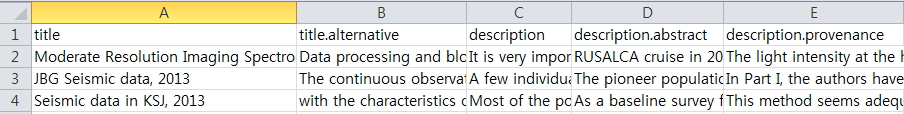 A B C D E
1 title title.alternative description description.abstract description.provenance
2 Moderate Resolution Imaging Spectro Data processing and blo It is very impor RUSALCA cruise in 20 The light intensity at the
3 JBG Seismic data, 2013 The continuous observa A few individua The pioneer populatio In Part I, the authors have
4 Seismic data in KSJ, 2013 with the characteristics Most of the po As a baseline survey f This method seems adequ